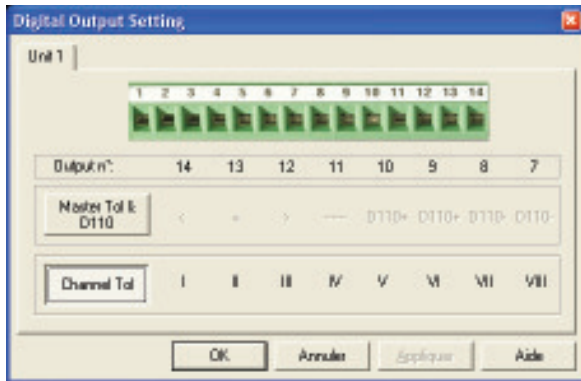 Digital Output Setting
Unit 1
1 2 3 4 5 6 7 8 9 10 11 12 13 14
Output n°: 14 13 12 11 10 9 8 7
Master Tol & D110 < = > ---- D110+ D110+ D110- D110-
Channel Tol I II III IV V VI VII VIII
OK Annuler Appliquer Aide